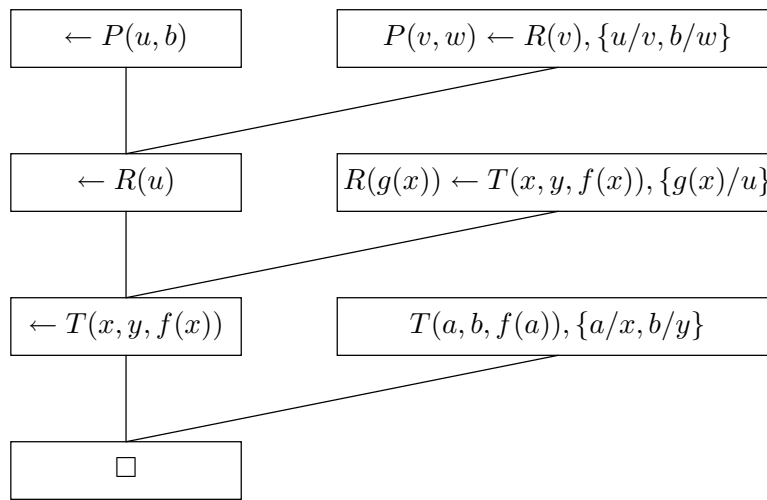 ← P(u, b)
P(v, w) ← R(v), {u/v, b/w}
← R(u)
R(g(x)) ← T(x, y, f(x)), {g(x)/u}
← T(x, y, f(x))
T(a, b, f(a)), {a/x, b/y}
□